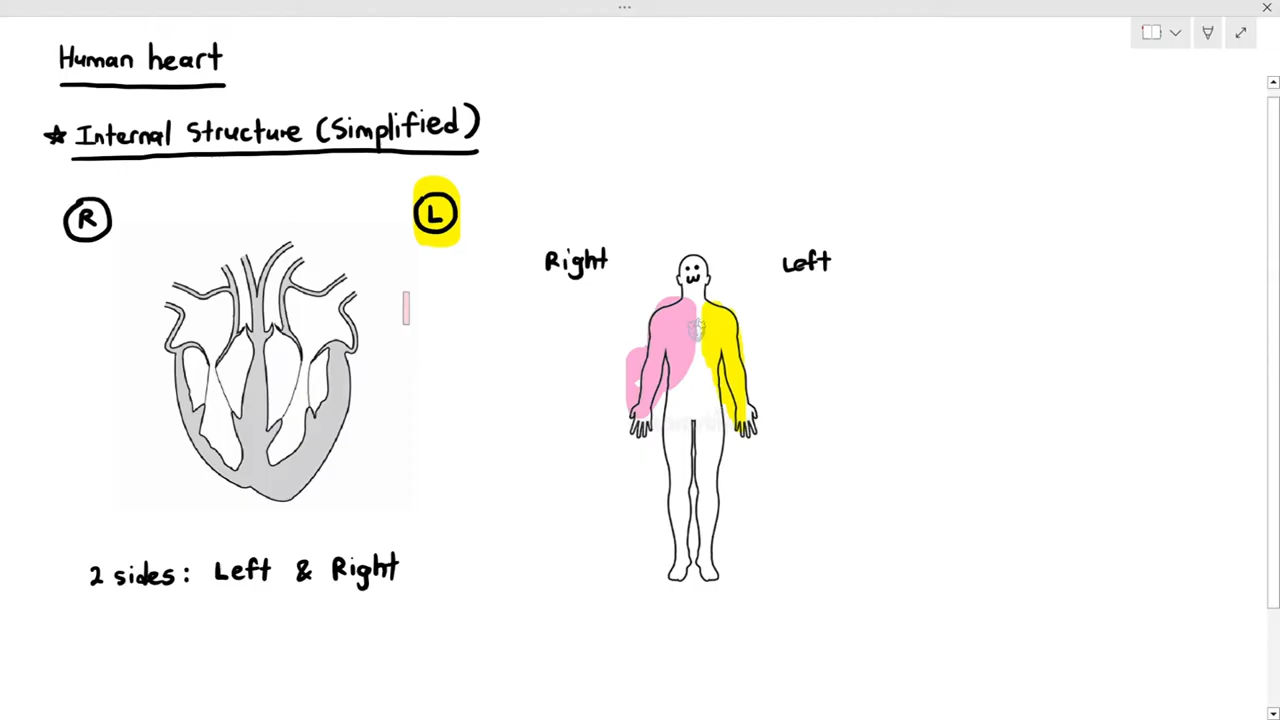 Human heart
* Internal Structure (Simplified)
R
L
Right
Left
2 sides: Left & Right